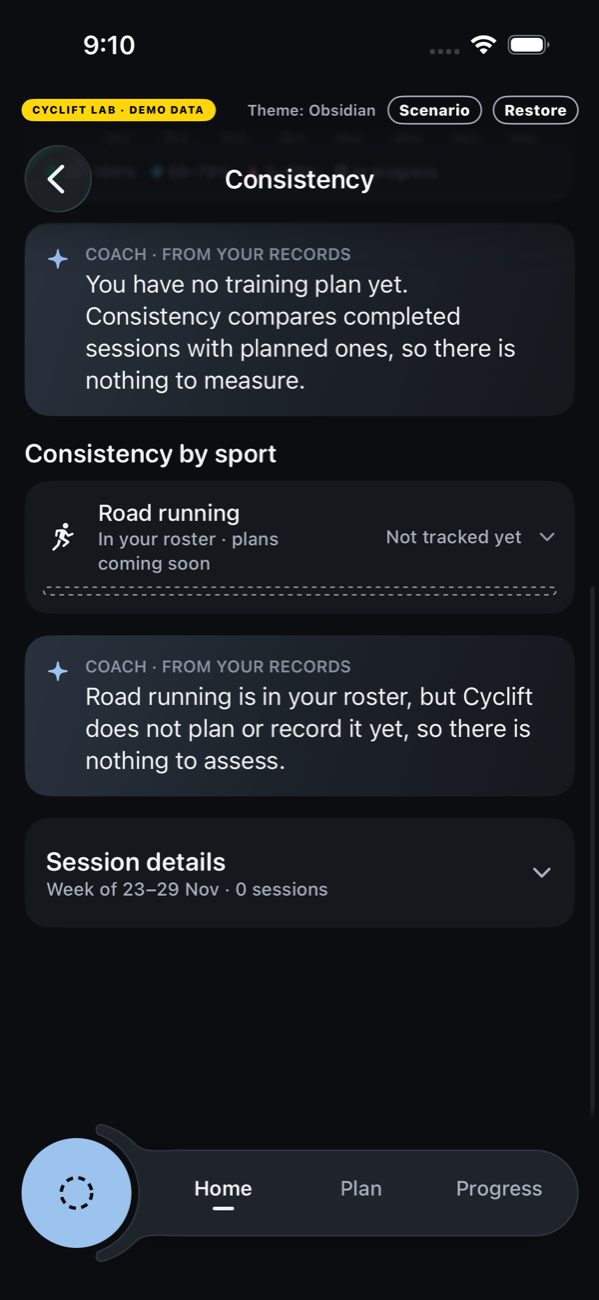 9:10
CYCLIFT LAB · DEMO DATA
Theme: Obsidian
Scenario
Restore
Consistency
COACH · FROM YOUR RECORDS
You have no training plan yet.
Consistency compares completed
sessions with planned ones, so there is
nothing to measure.
Consistency by sport
Road running
In your roster · plans
coming soon
Not tracked yet
COACH · FROM YOUR RECORDS
Road running is in your roster, but Cyclift
does not plan or record it yet, so there is
nothing to assess.
Session details
Week of 23–29 Nov · 0 sessions
Home
Plan
Progress